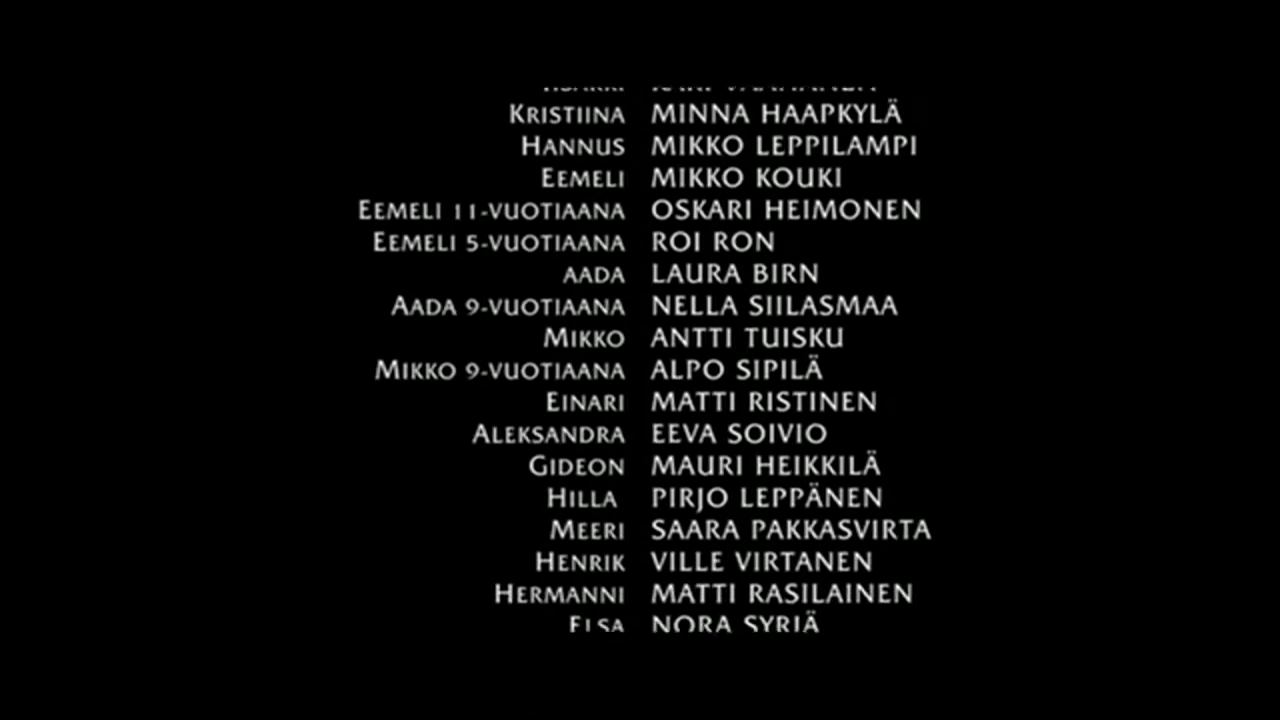 Kristiina MINNA HAAPKYLÄ
Hannus MIKKO LEPPILAMPI
Eemeli MIKKO KOUKI
Eemeli 11-vuotiaana OSKARI HEIMONEN
Eemeli 5-vuotiaana ROI RON
aada LAURA BIRN
Aada 9-vuotiaana NELLA SIILASMAA
Mikko ANTTI TUISKU
Mikko 9-vuotiaana ALPO SIPILÄ
Einari MATTI RISTINEN
Aleksandra EEVA SOIVIO
Gideon MAURI HEIKKILÄ
Hilla PIRJO LEPPÄNEN
Meeri SAARA PAKKASVIRTA
Henrik VILLE VIRTANEN
Hermanni MATTI RASILAINEN
Elsa NORA SYRJÄ